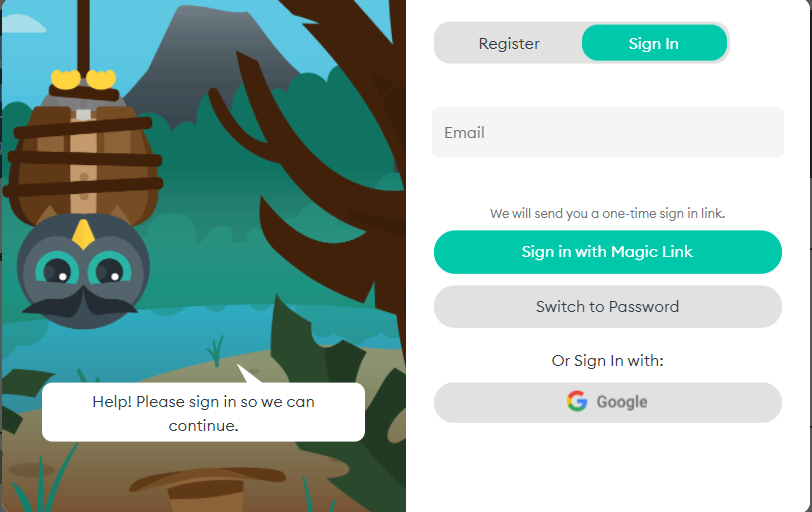 Register
Sign In
Email
We will send you a one-time sign in link.
Sign in with Magic Link
Switch to Password
Or Sign In with:
Google
Help! Please sign in so we can
continue.